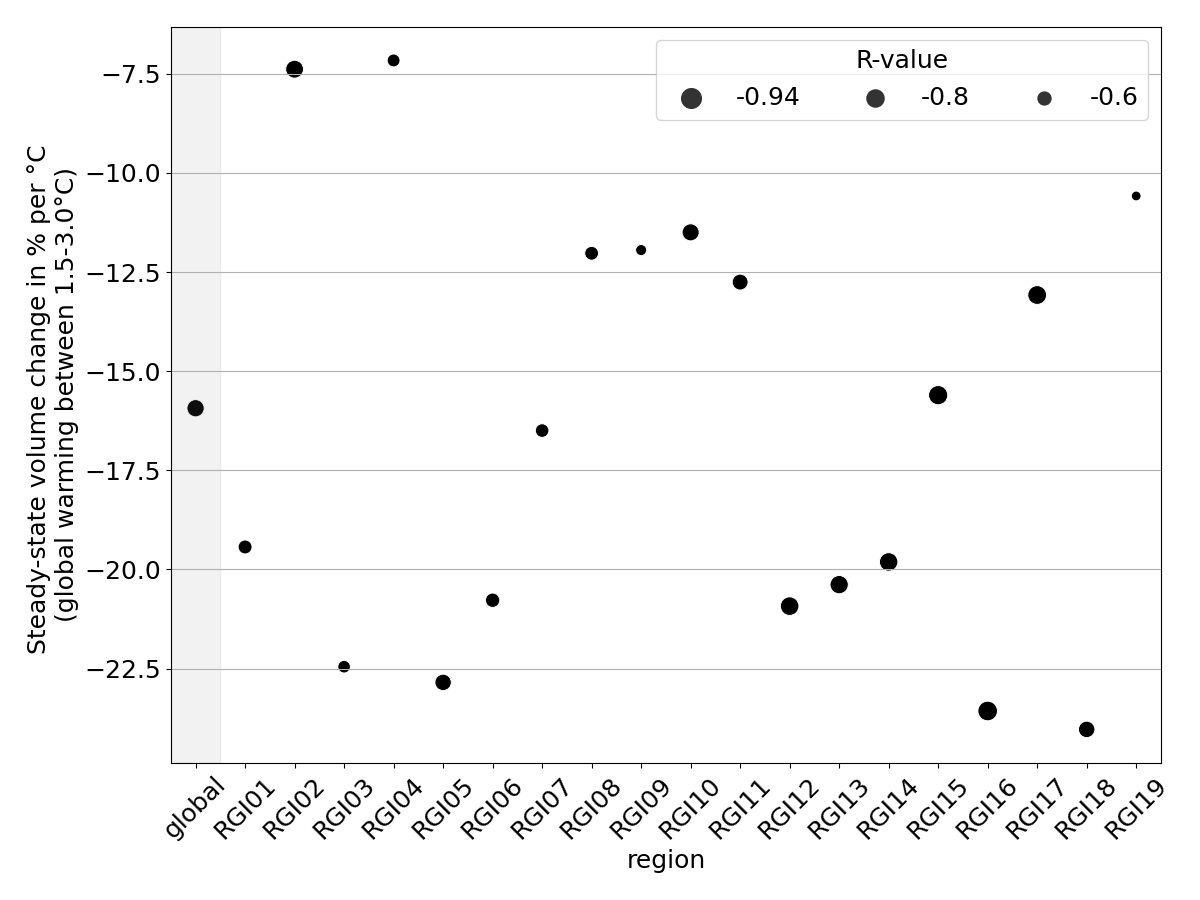 R-value
-0.94 -0.8 -0.6
Steady-state volume change in % per °C
(global warming between 1.5-3.0°C)
−7.5
−10.0
−12.5
−15.0
−17.5
−20.0
−22.5
global RGI01 RGI02 RGI03 RGI04 RGI05 RGI06 RGI07 RGI08 RGI09 RGI10 RGI11 RGI12 RGI13 RGI14 RGI15 RGI16 RGI17 RGI18 RGI19
region